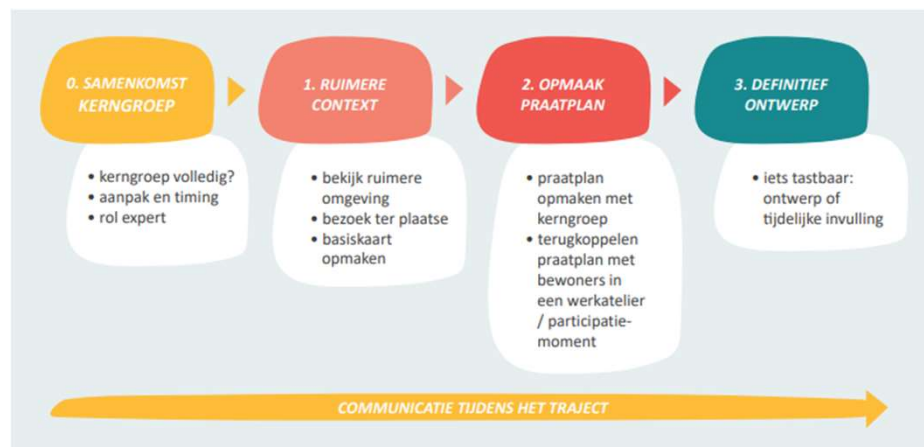 0. SAMENKOMST
KERNGROEP
• kerngroep volledig?
• aanpak en timing
• rol expert
1. RUIMERE
CONTEXT
• bekijk ruimere
omgeving
• bezoek ter plaatse
• basiskaart
opmaken
2. OPMAAK
PRAATPLAN
• praatplan
opmaken met
kerngroep
• terugkoppelen
praatplan met
bewoners in
een werkatelier
/ participatie-
moment
3. DEFINITIEF
ONTWERP
• iets tastbaar:
ontwerp of
tijdelijke invulling
COMMUNICATIE TIJDENS HET TRAJECT